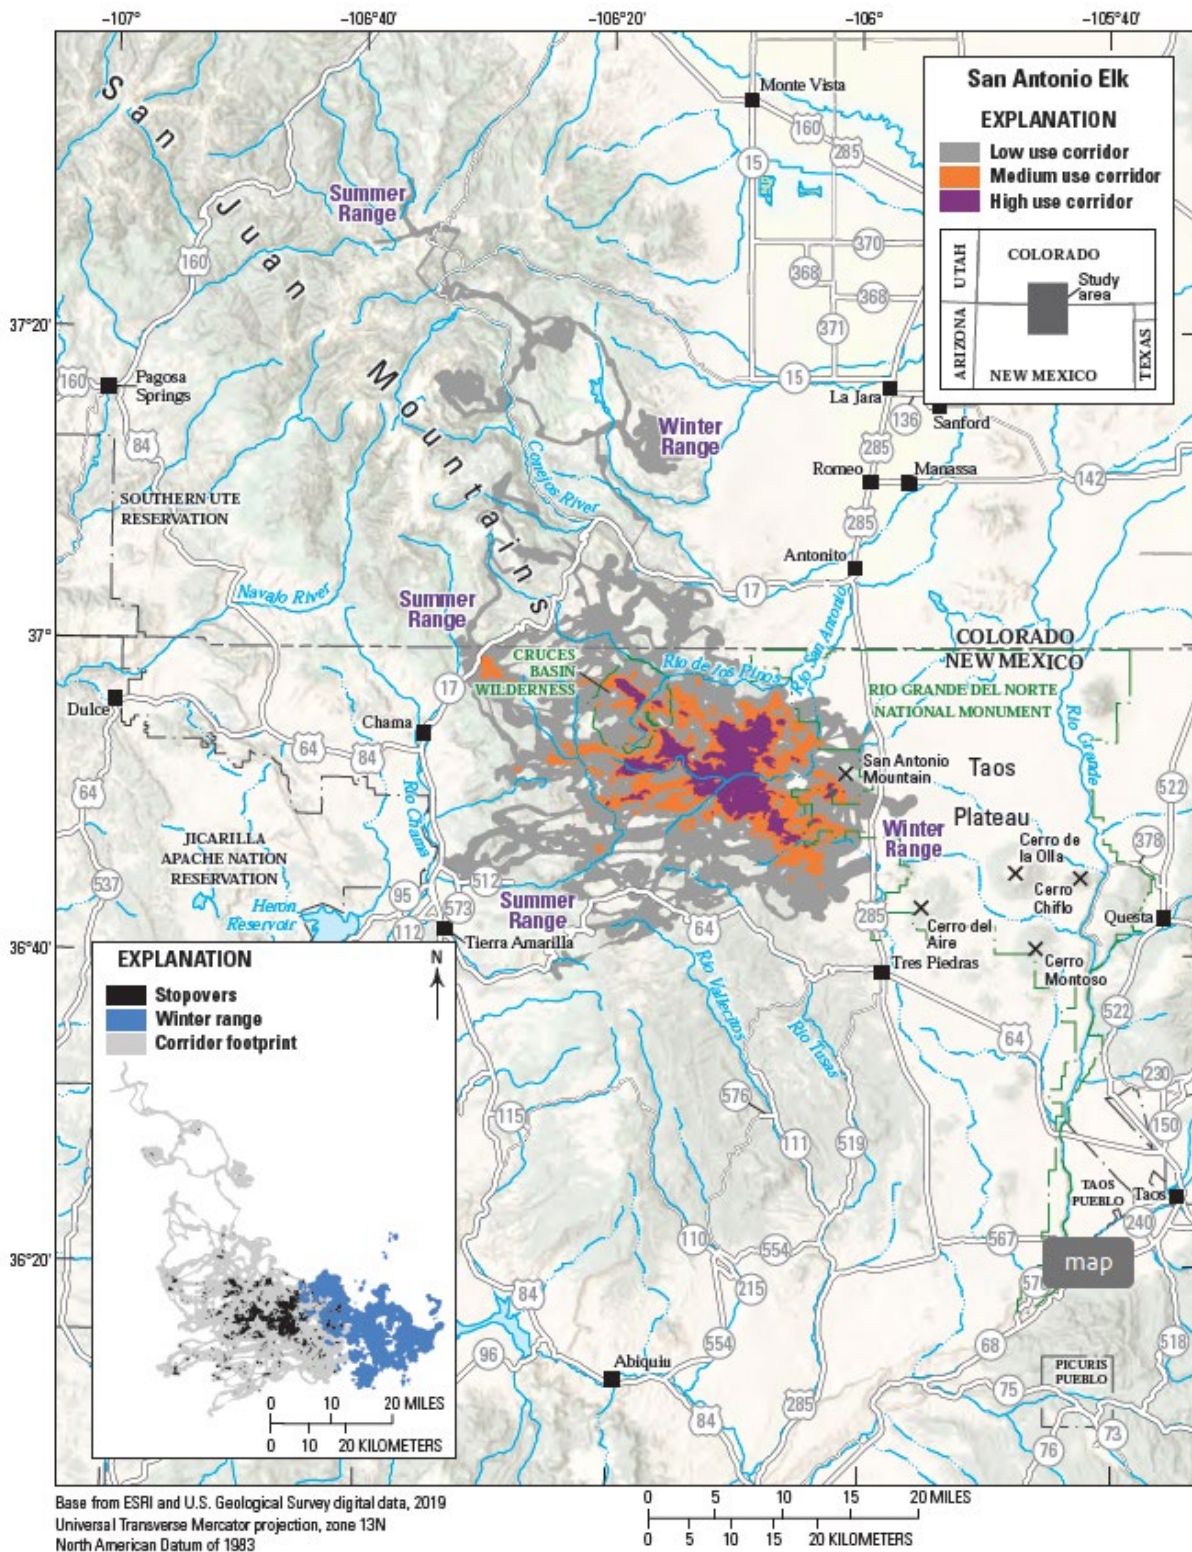 –107°
–106°40'
–106°20'
–106°
–105°40'
San Juan Mountains
Monte Vista
160
285
15
San Antonio Elk
EXPLANATION
Low use corridor
Medium use corridor
High use corridor
UTAH
COLORADO
Study
area
ARIZONA
NEW MEXICO
TEXAS
Summer
Range
160
370
368
368
371
37°20'
160
Pagosa
Springs
15
La Jara
136
Sanford
84
Winter
Range
285
Conejos River
Romeo
Manassa
142
SOUTHERN UTE
RESERVATION
285
Antonito
17
Navajo River
Summer
Range
37°
COLORADO
NEW MEXICO
CRUCES
BASIN
WILDERNESS
Rio de los Pinos
Rio San Antonio
RIO GRANDE DEL NORTE
NATIONAL MONUMENT
Rio Grande
17
Dulce
Chama
64
84
64
San Antonio
Mountain
Taos
Plateau
522
Rio Chama
JICARILLA
APACHE NATION
RESERVATION
Winter
Range
Cerro de
la Olla
378
537
512
95
573
112
Heron
Reservoir
Summer
Range
64
285
Cerro
Chiflo
Questa
Cerro del
Aire
Cerro
Montoso
36°40'
Tierra Amarilla
Tres Piedras
EXPLANATION
Stopovers
Winter range
Corridor footprint
N
Rio Vallecitos
Rio Tusas
64
522
230
576
115
111
519
150
TAOS
PUEBLO
Taos
240
36°20'
110
554
567
map
215
84
554
68
518
96
Abiquiu
PICURIS
PUEBLO
75
285
84
73
76
0 10 20 MILES
0 10 20 KILOMETERS
Base from ESRI and U.S. Geological Survey digital data, 2019
Universal Transverse Mercator projection, zone 13N
North American Datum of 1983
0 5 10 15 20 MILES
0 5 10 15 20 KILOMETERS